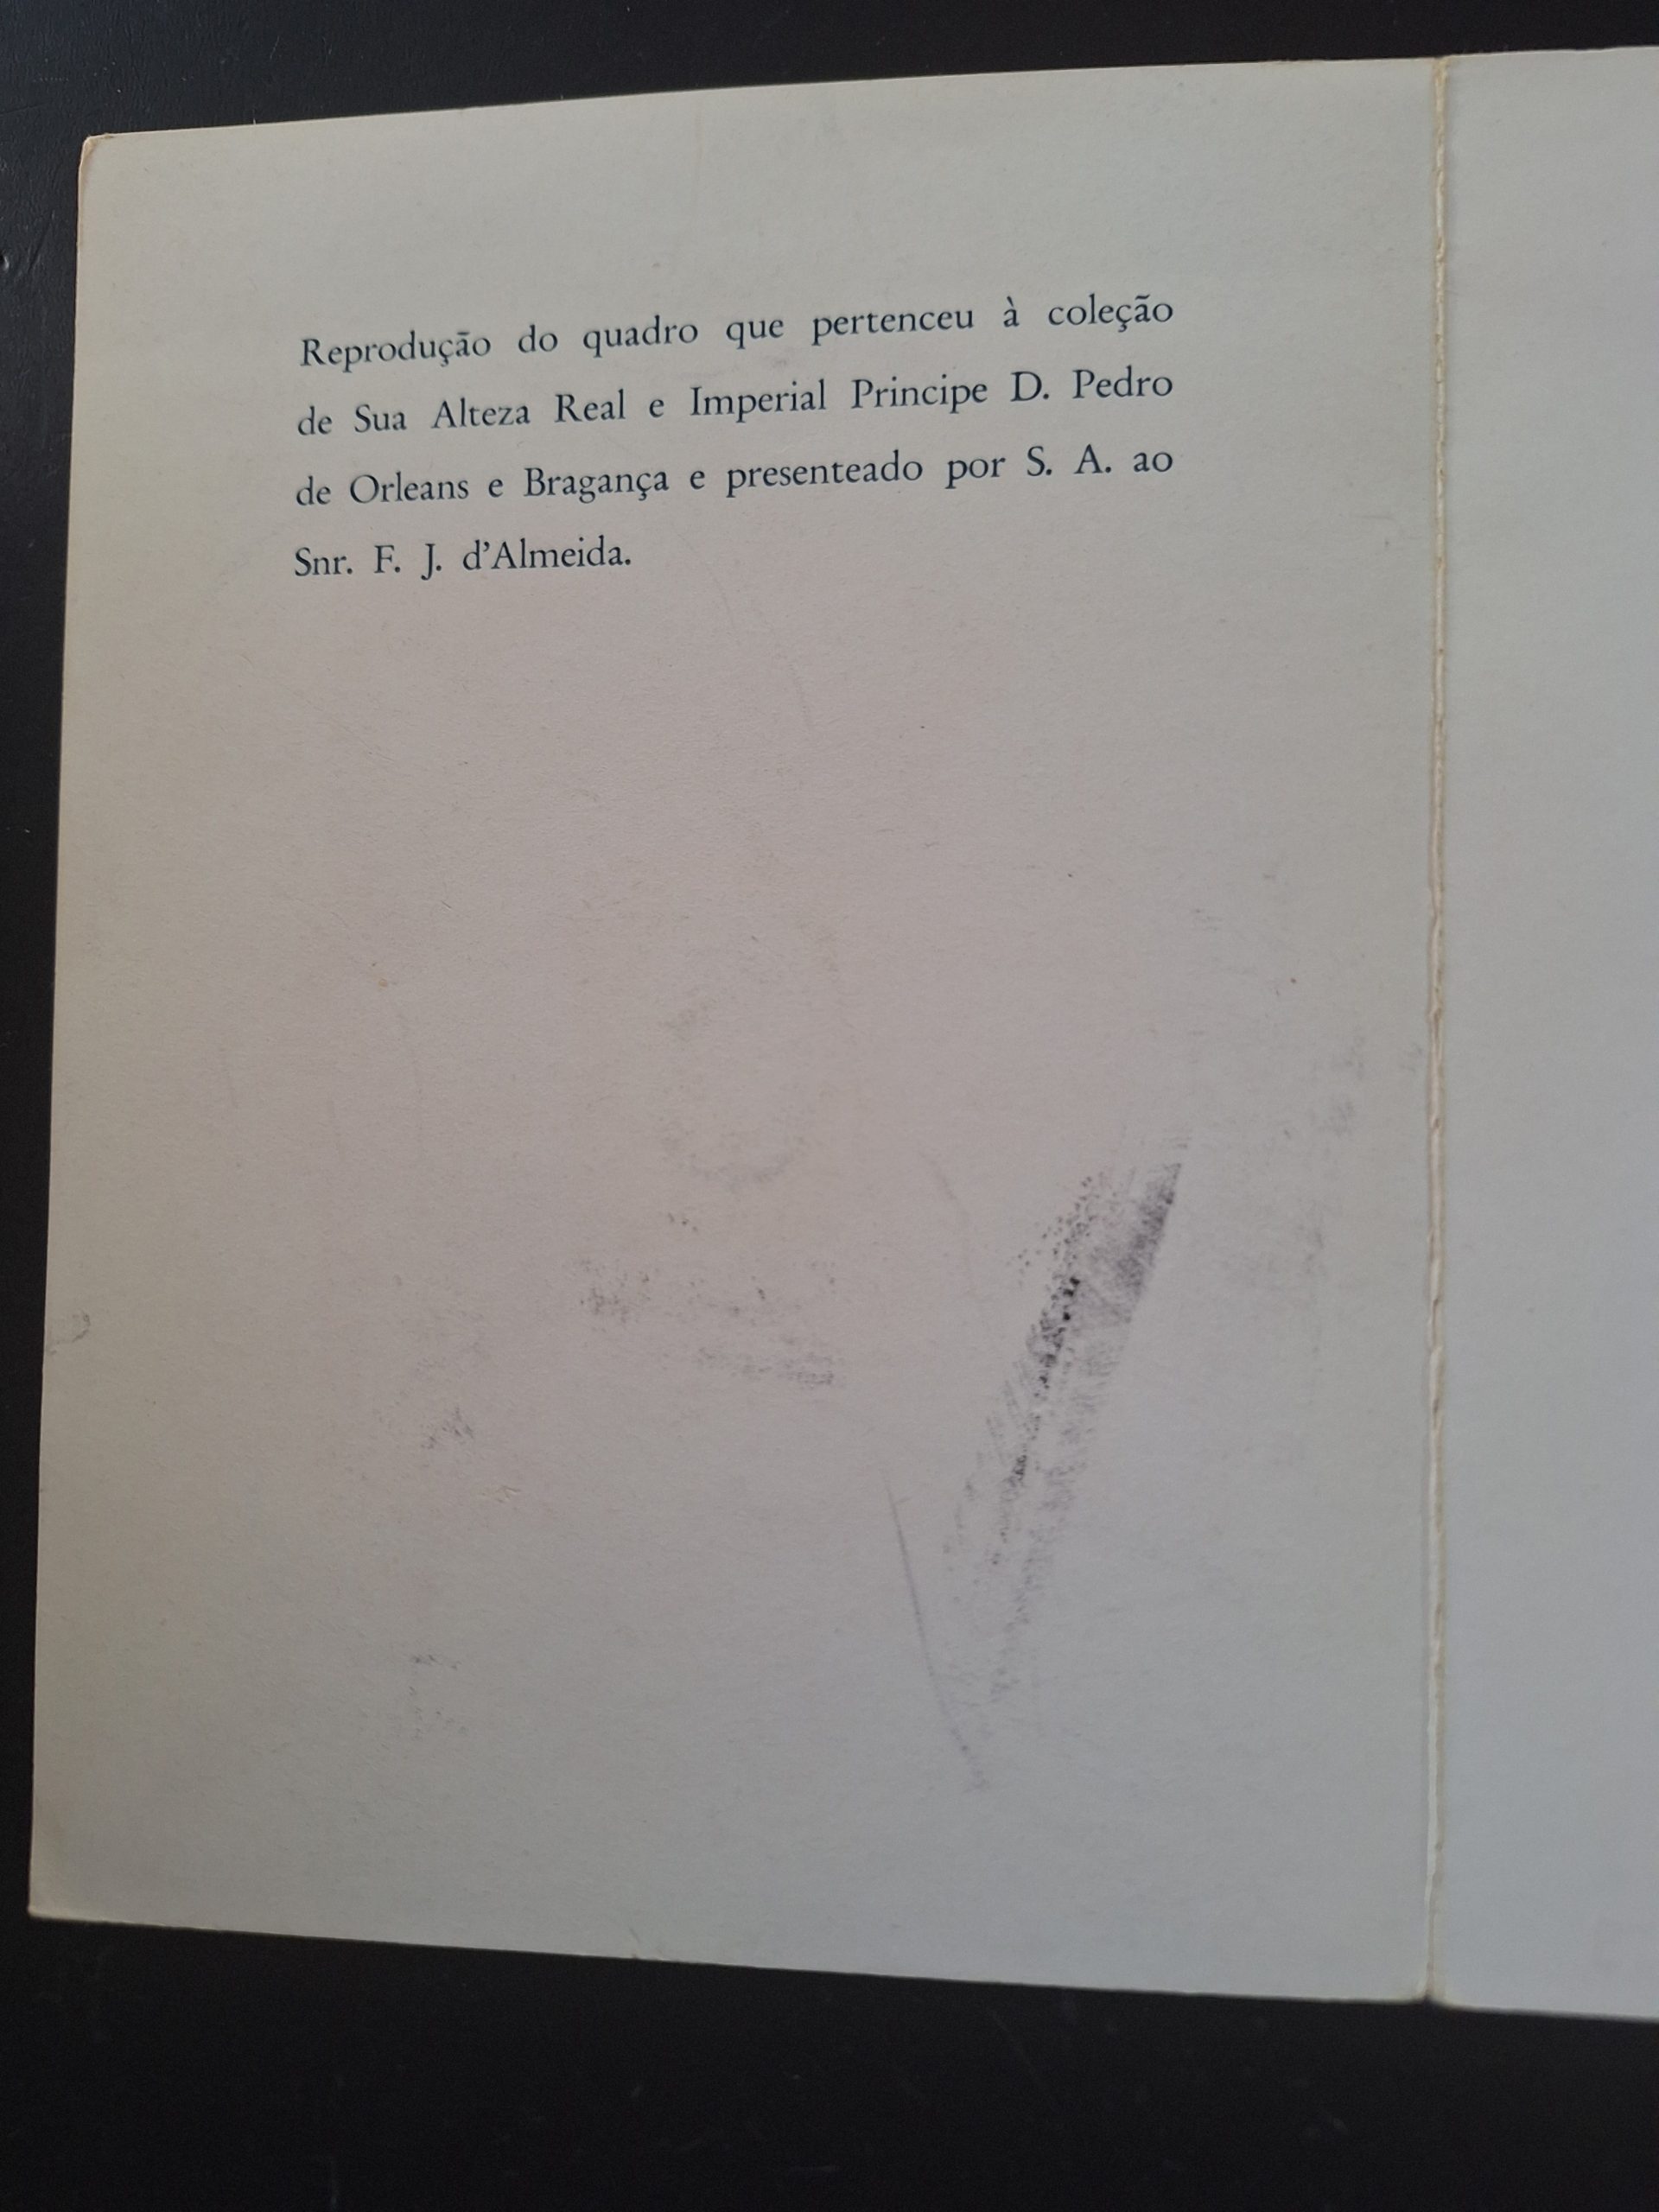 Reprodução do quadro que pertenceu à coleção
de Sua Alteza Real e Imperial Principe D. Pedro
de Orleans e Bragança e presenteado por S. A. ao
Snr. F. J. d'Almeida.